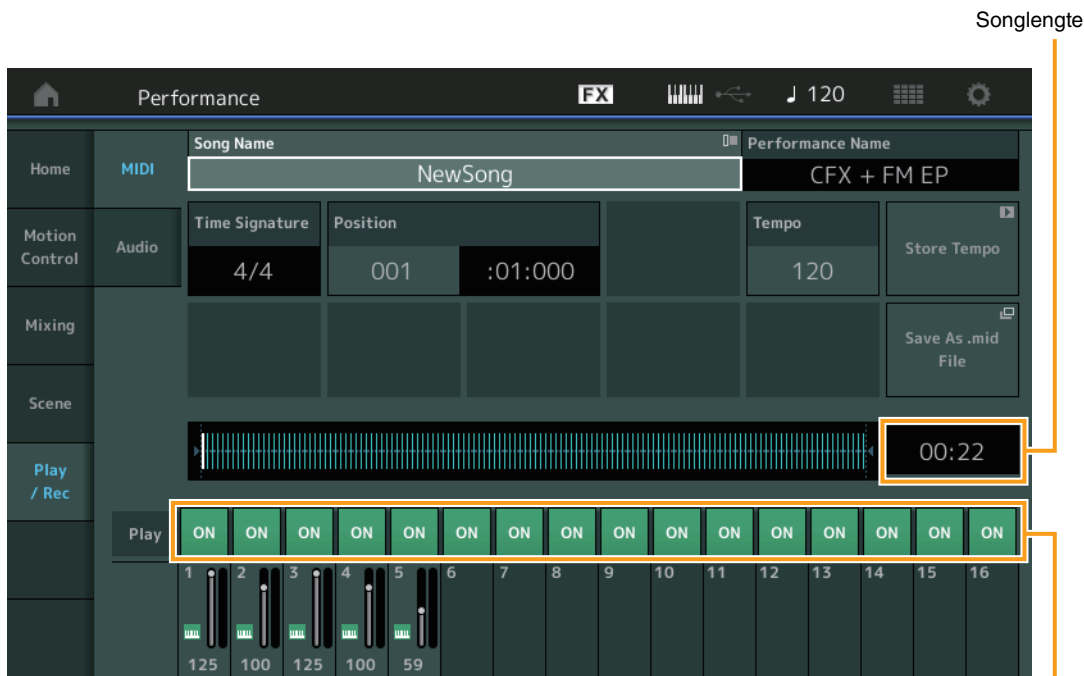 Songlengte
Performance
FX
120
Home
MIDI
Song Name
NewSong
Performance Name
CFX + FM EP
Motion
Control
Audio
Time Signature
4/4
Position
001
:01:000
Tempo
120
Store Tempo
Mixing
Save As .mid
File
Scene
00:22
Play
/ Rec
Play
ON ON ON ON ON ON ON ON ON ON ON ON ON ON ON ON
1 2 3 4 5 6 7 8 9 10 11 12 13 14 15 16
125 100 125 100 59